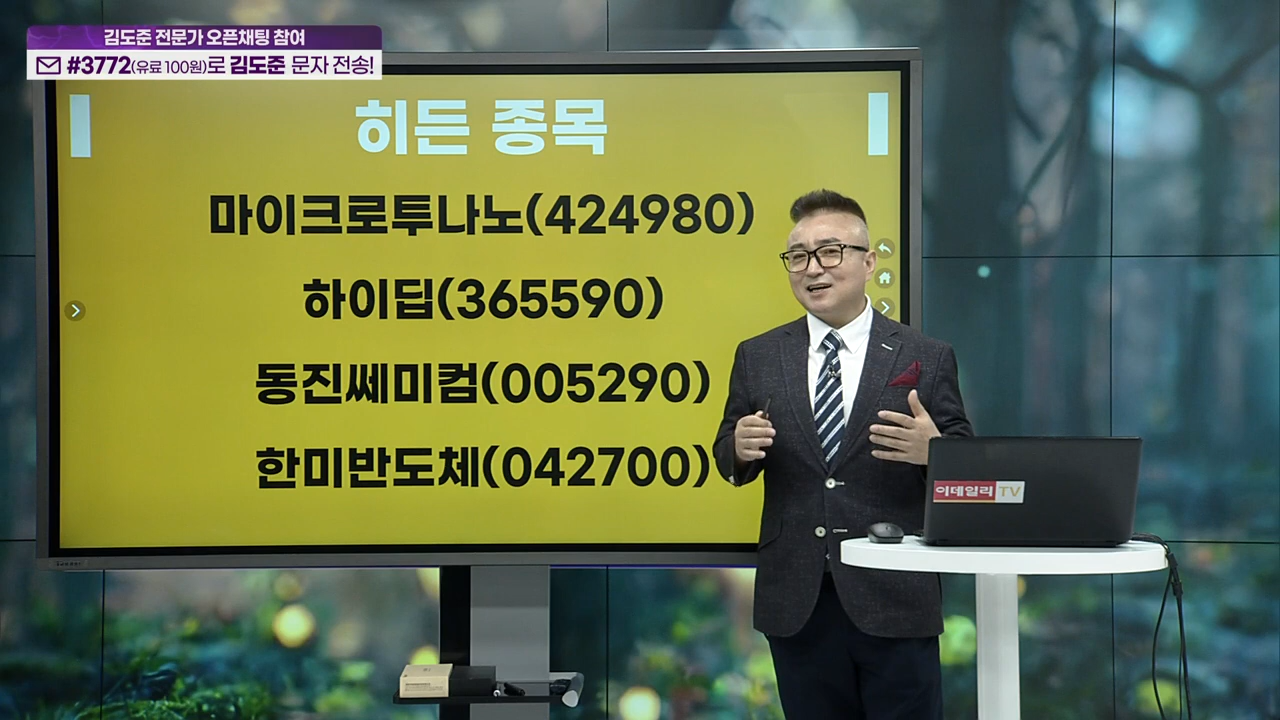 김도준 전문가 오픈채팅 참여
#3772(유료 100원)로 김도준 문자 전송!
히든 종목
마이크로투나노(424980)
하이딥(365590)
동진쎄미컴(005290)
한미반도체(042700)
이데일리 TV